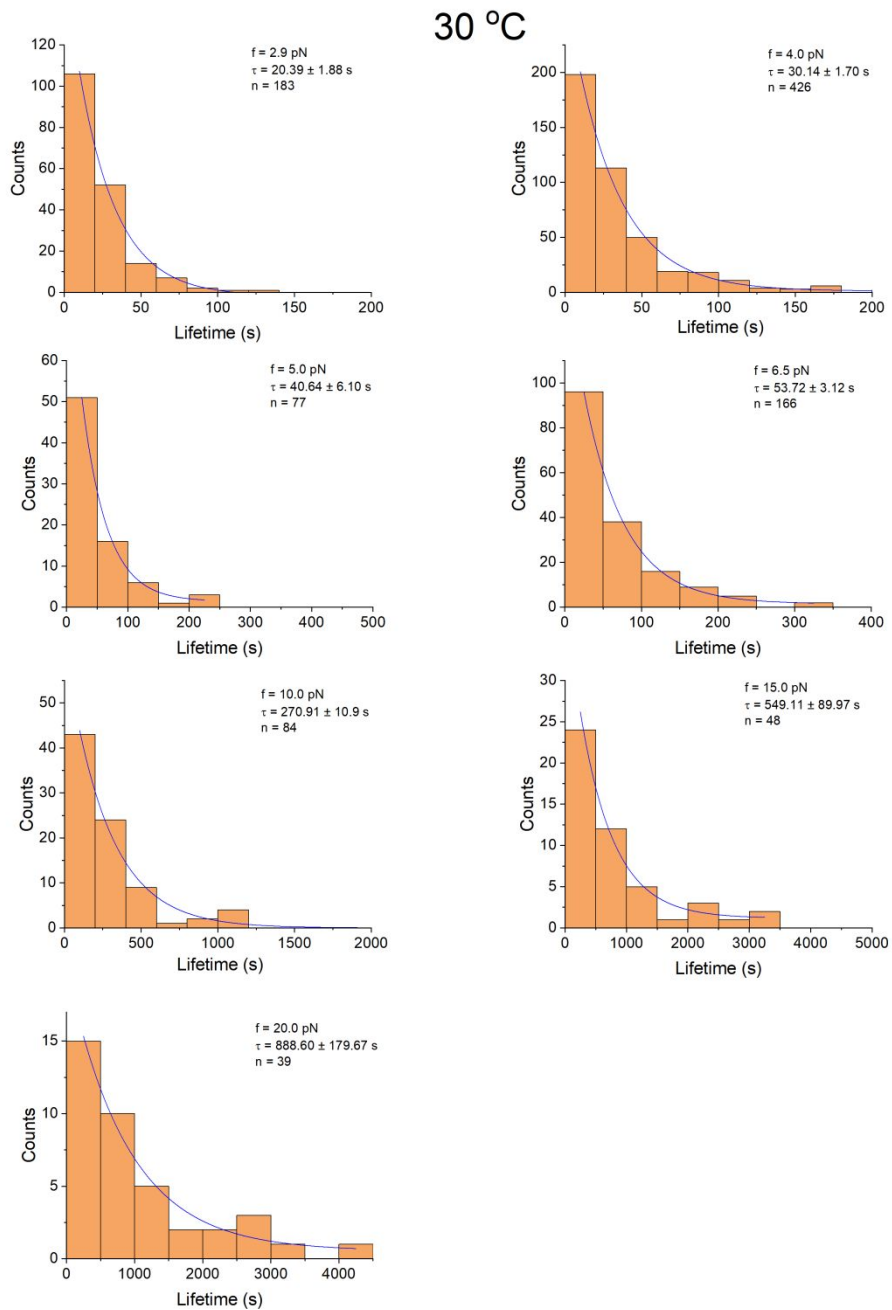 30 °C
f = 2.9 pN
τ = 20.39 ± 1.88 s
n = 183
120
100
80
60
40
20
0
Counts
0 50 100 150 200
Lifetime (s)
f = 4.0 pN
τ = 30.14 ± 1.70 s
n = 426
200
150
100
50
0
Counts
0 50 100 150 200
Lifetime (s)
f = 5.0 pN
τ = 40.64 ± 6.10 s
n = 77
60
50
40
30
20
10
0
Counts
0 100 200 300 400 500
Lifetime (s)
f = 6.5 pN
τ = 53.72 ± 3.12 s
n = 166
100
80
60
40
20
0
Counts
0 100 200 300 400
Lifetime (s)
f = 10.0 pN
τ = 270.91 ± 10.9 s
n = 84
50
40
30
20
10
0
Counts
0 500 1000 1500 2000
Lifetime (s)
f = 15.0 pN
τ = 549.11 ± 89.97 s
n = 48
30
25
20
15
10
5
0
Counts
0 1000 2000 3000 4000 5000
Lifetime (s)
f = 20.0 pN
τ = 888.60 ± 179.67 s
n = 39
15
10
5
0
Counts
0 1000 2000 3000 4000
Lifetime (s)